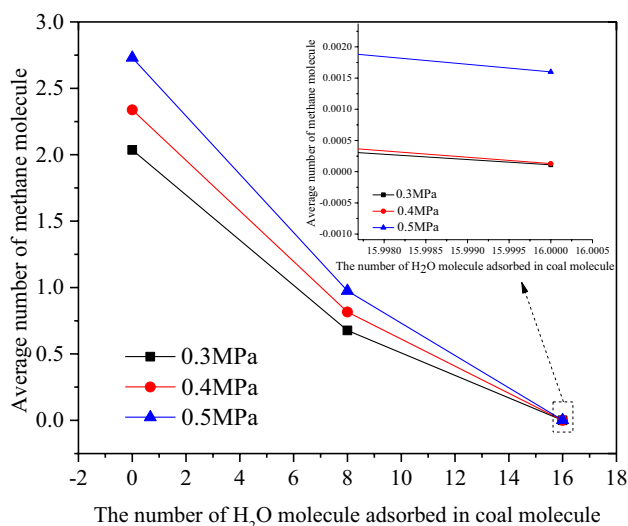 3.0
2.5
2.0
1.5
1.0
0.5
0.0
Average number of methane molecule
-2 0 2 4 6 8 10 12 14 16 18
The number of H₂O molecule adsorbed in coal molecule
0.3MPa
0.4MPa
0.5MPa
0.0020
0.0015
0.0010
0.0005
0.0000
-0.0005
-0.0010
Average number of methane molecule
0.3MPa
0.4MPa
0.5MPa
15.9980 15.9985 15.9990 15.9995 16.0000 16.0005
The number of H₂O molecule adsorbed in coal molecule